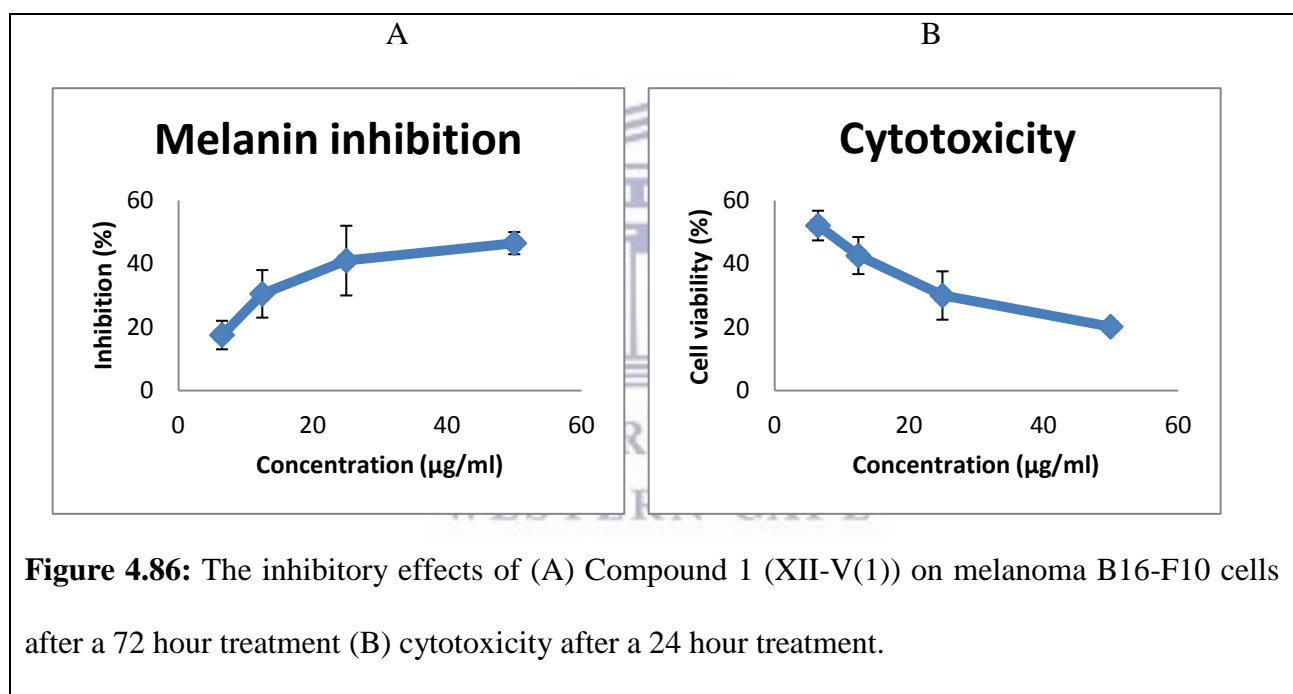 A B
Melanin inhibition
Inhibition (%)
60
40
20
0
0 20 40 60
Concentration (µg/ml)
Cytotoxicity
Cell viability (%)
60
40
20
0
0 20 40 60
Concentration (µg/ml)
WESTERN CAPE
Figure 4.86: The inhibitory effects of (A) Compound 1 (XII-V(1)) on melanoma B16-F10 cells
after a 72 hour treatment (B) cytotoxicity after a 24 hour treatment.